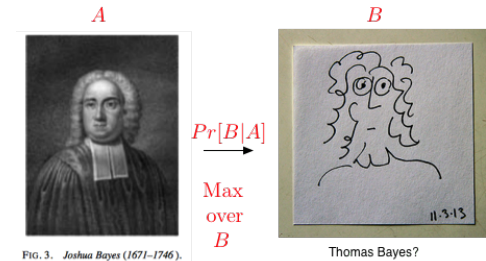 A
B
Pr[B|A]
Max
over
B
11.3.13
FIG. 3. Joshua Bayes (1671–1746).
Thomas Bayes?